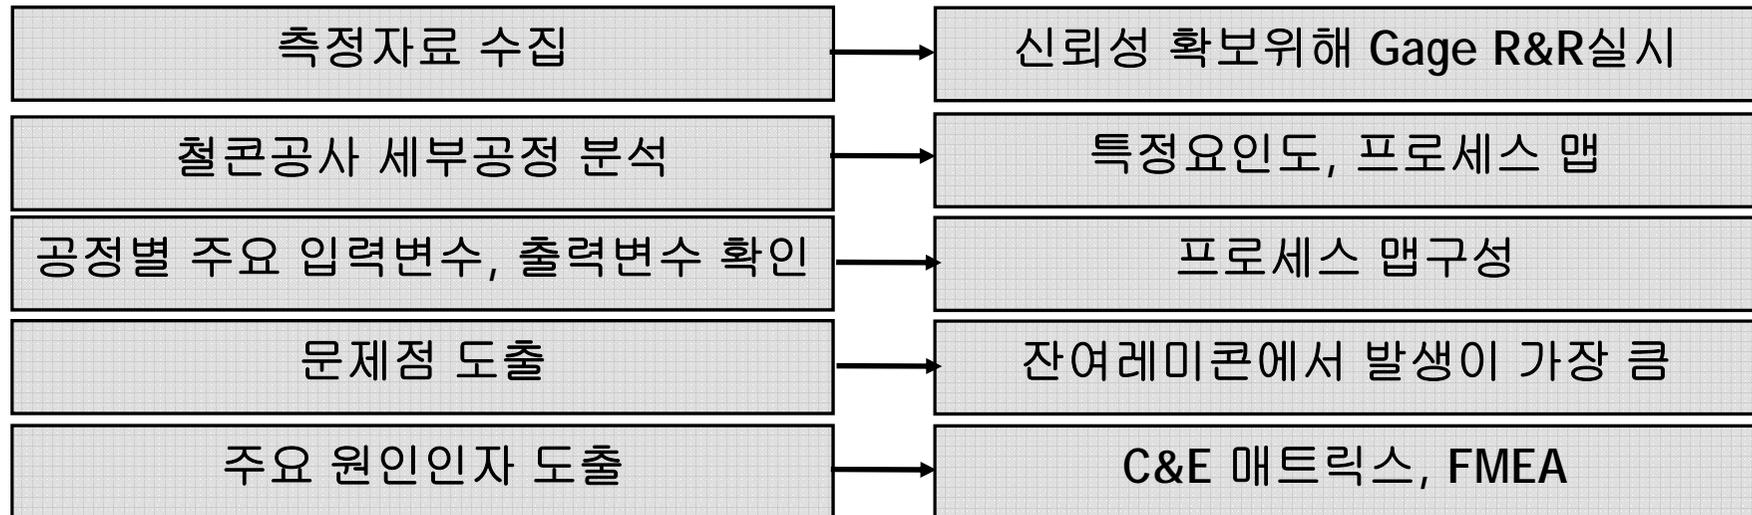 측정자료 수집
신뢰성 확보위해 Gage R&R실시
철콘공사 세부공정 분석
특정요인도, 프로세스 맵
공정별 주요 입력변수, 출력변수 확인
프로세스 맵구성
문제점 도출
잔여레미콘에서 발생이 가장 큼
주요 원인인자 도출
C&E 매트릭스, FMEA